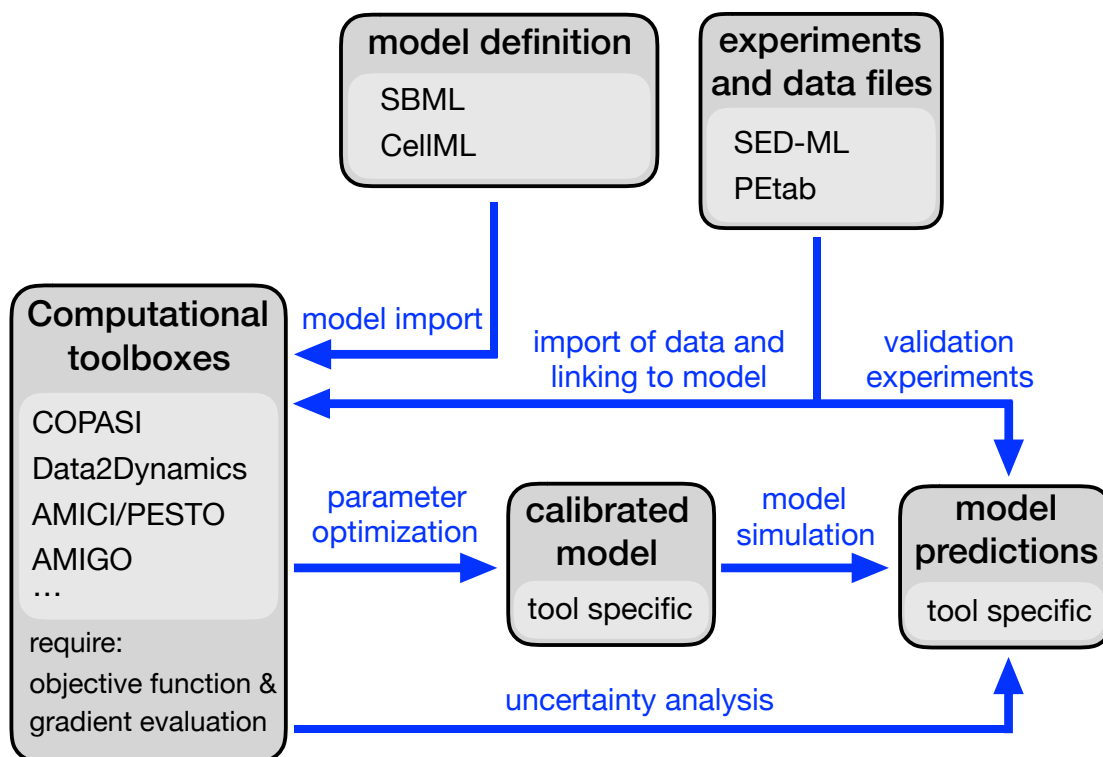 model definition
SBML
CellML
experiments
and data files
SED-ML
PEtab
Computational
toolboxes
COPASI
Data2Dynamics
AMICI/PESTO
AMIGO
…
require:
objective function &
gradient evaluation
model import
import of data and
linking to model
validation
experiments
parameter
optimization
calibrated
model
tool specific
model
simulation
model
predictions
tool specific
uncertainty analysis